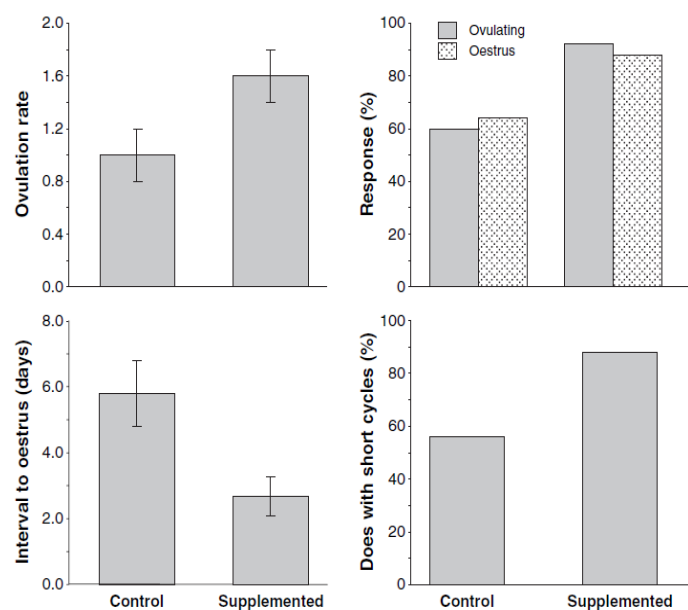 Ovulation rate
2.0
1.6
1.2
0.8
0.4
0.0
Response (%)
100
80
60
40
20
0
Ovulating
Oestrus
Interval to oestrus (days)
8.0
6.0
4.0
2.0
0.0
Control
Supplemented
Does with short cycles (%)
100
80
60
40
20
0
Control
Supplemented